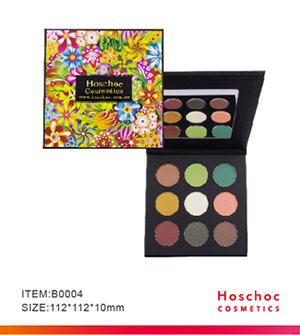 Hoschoc
Cosmetics
ITEM:B0004
SIZE:112*112*10mm
Hoschoc
COSMETICS